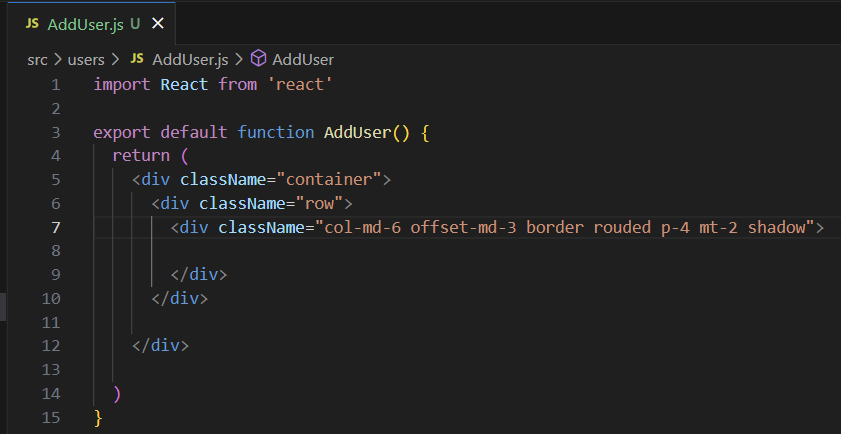 JS AddUser.js U ×
src > users > JS AddUser.js > AddUser
1 import React from 'react'
2
3 export default function AddUser() {
4 return (
5 <div className="container">
6 <div className="row">
7 <div className="col-md-6 offset-md-3 border rouded p-4 mt-2 shadow">
8
9 </div>
10 </div>
11
12 </div>
13
14 )
15 }